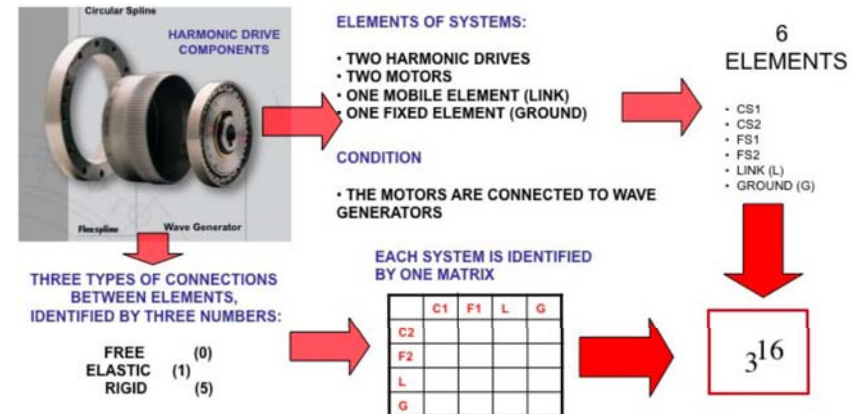 Circular Spline
HARMONIC DRIVE
COMPONENTS
Flexspline
Wave Generator
ELEMENTS OF SYSTEMS:
• TWO HARMONIC DRIVES
• TWO MOTORS
• ONE MOBILE ELEMENT (LINK)
• ONE FIXED ELEMENT (GROUND)
CONDITION
• THE MOTORS ARE CONNECTED TO WAVE
GENERATORS
6
ELEMENTS
• CS1
• CS2
• FS1
• FS2
• LINK (L)
• GROUND (G)
THREE TYPES OF CONNECTIONS
BETWEEN ELEMENTS,
IDENTIFIED BY THREE NUMBERS:
FREE (0)
ELASTIC (1)
RIGID (5)
EACH SYSTEM IS IDENTIFIED
BY ONE MATRIX
C1 F1 L G
C2
F2
L
G
3¹⁶